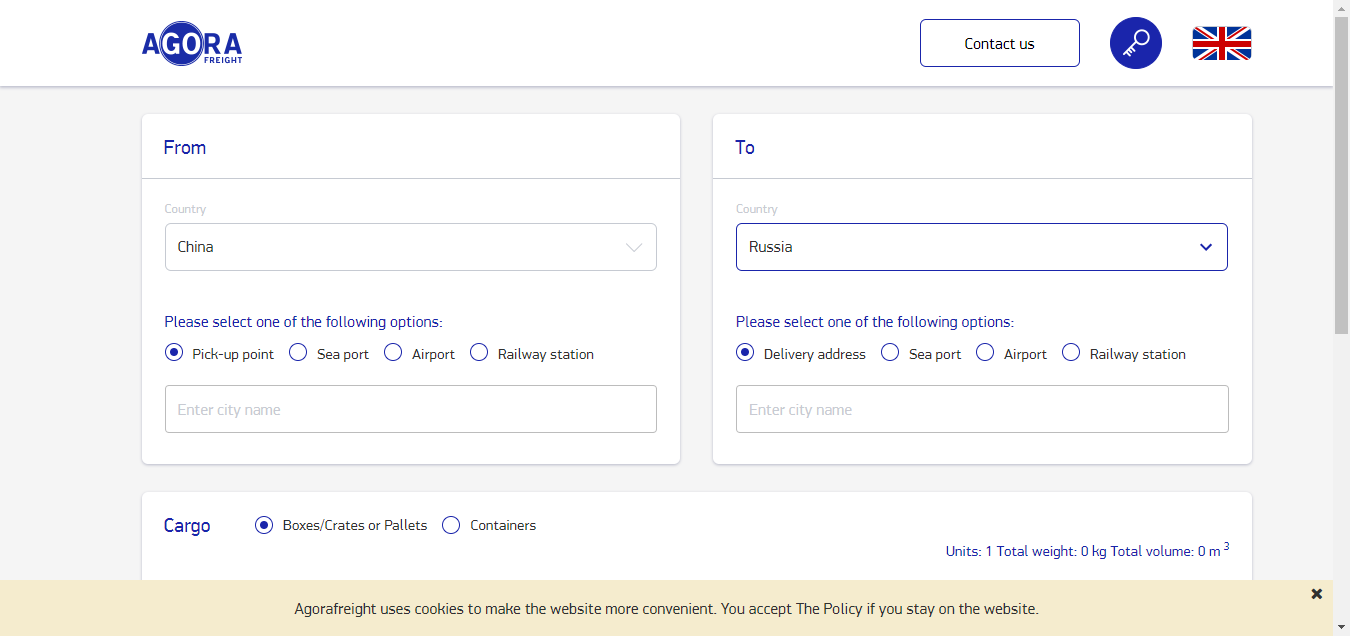 AGORA
FREIGHT
Contact us
From
Country
China
Please select one of the following options:
Pick-up point Sea port Airport Railway station
Enter city name
To
Country
Russia
Please select one of the following options:
Delivery address Sea port Airport Railway station
Enter city name
Cargo Boxes/Crates or Pallets Containers
Units: 1 Total weight: 0 kg Total volume: 0 m 3
Agorafreight uses cookies to make the website more convenient. You accept The Policy if you stay on the website.